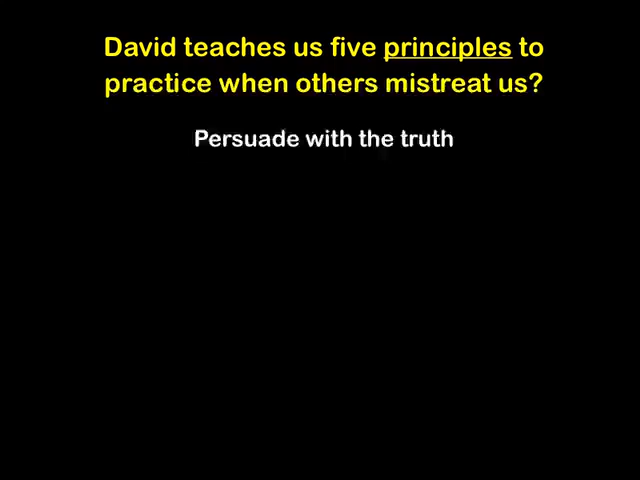 David teaches us five principles to
practice when others mistreat us?
Persuade with the truth